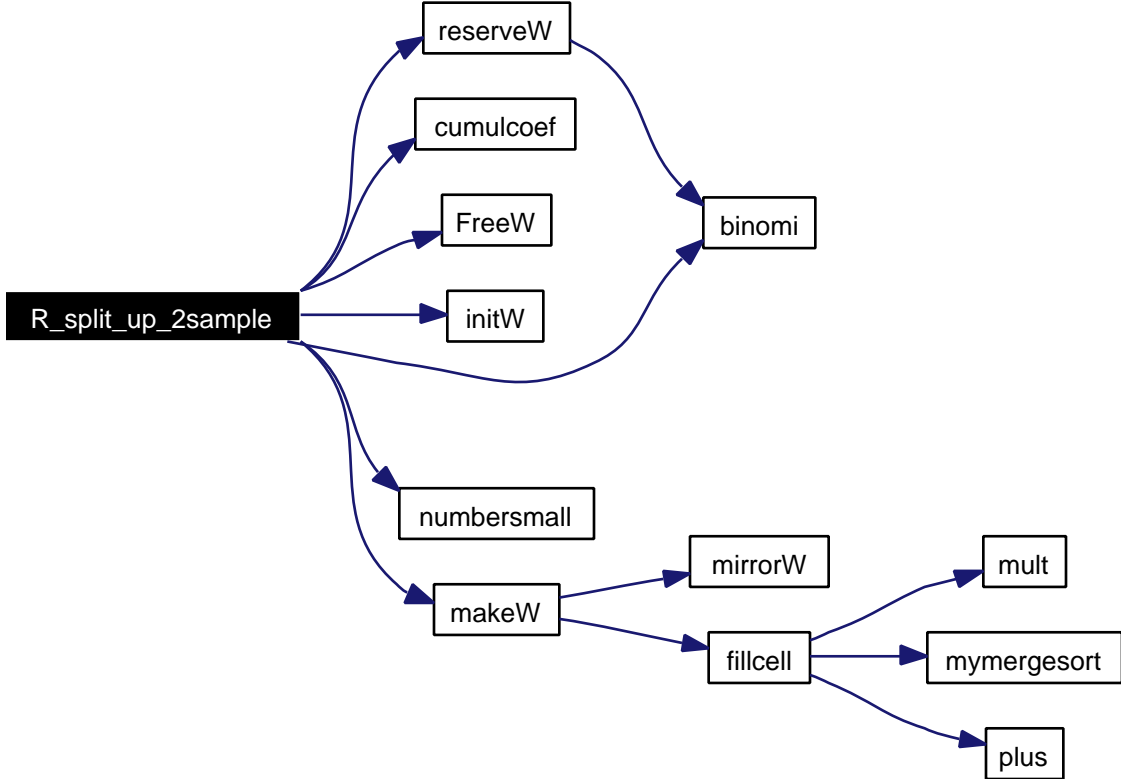 reserveW
cumulcoef
FreeW
binomi
R_split_up_2sample
initW
numbersmall
mirrorW
mult
makeW
fillcell
mymergesort
plus